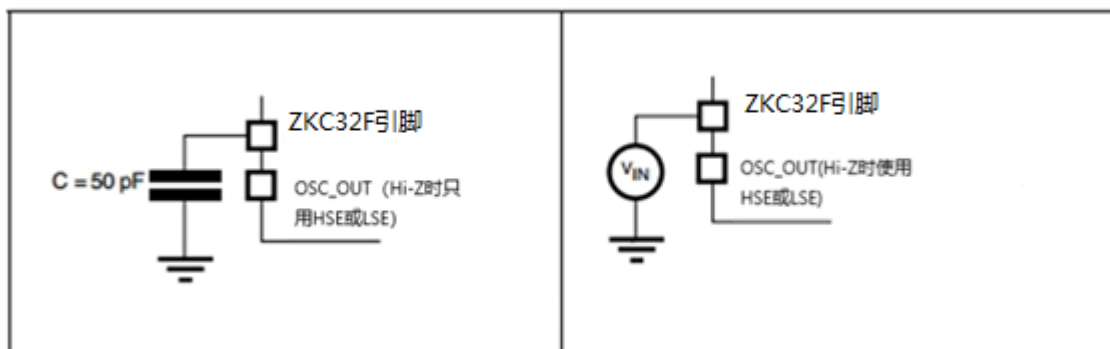 ZKC32F引脚
C = 50 pF
OSC_OUT（Hi-Z时只
用HSE或LSE)
ZKC32F引脚
VIN
OSC_OUT(Hi-Z时使用
HSE或LSE)